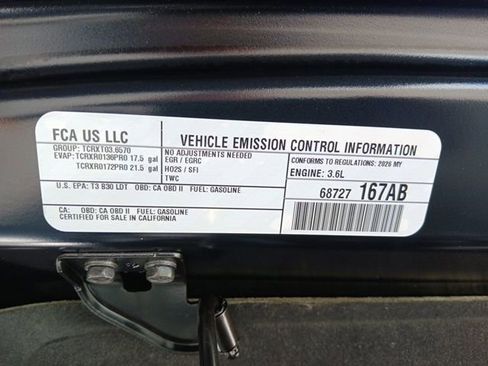 FCA US LLC
VEHICLE EMISSION CONTROL INFORMATION
GROUP: TCRXT03.6570
EVAP: TCRXR0136PR0 17.5 gal
TCRXR0172PR0 21.5 gal
NO ADJUSTMENTS NEEDED
EGR / EGRC
HO2S / SFI
TWC
CONFORMS TO REGULATIONS: 2026 MY
ENGINE: 3.6L
68727 167AB
U.S. EPA: T3 B30 LDT OBD: CA OBD II FUEL: GASOLINE
CA: OBD: CA OBD II FUEL: GASOLINE
CERTIFIED FOR SALE IN CALIFORNIA